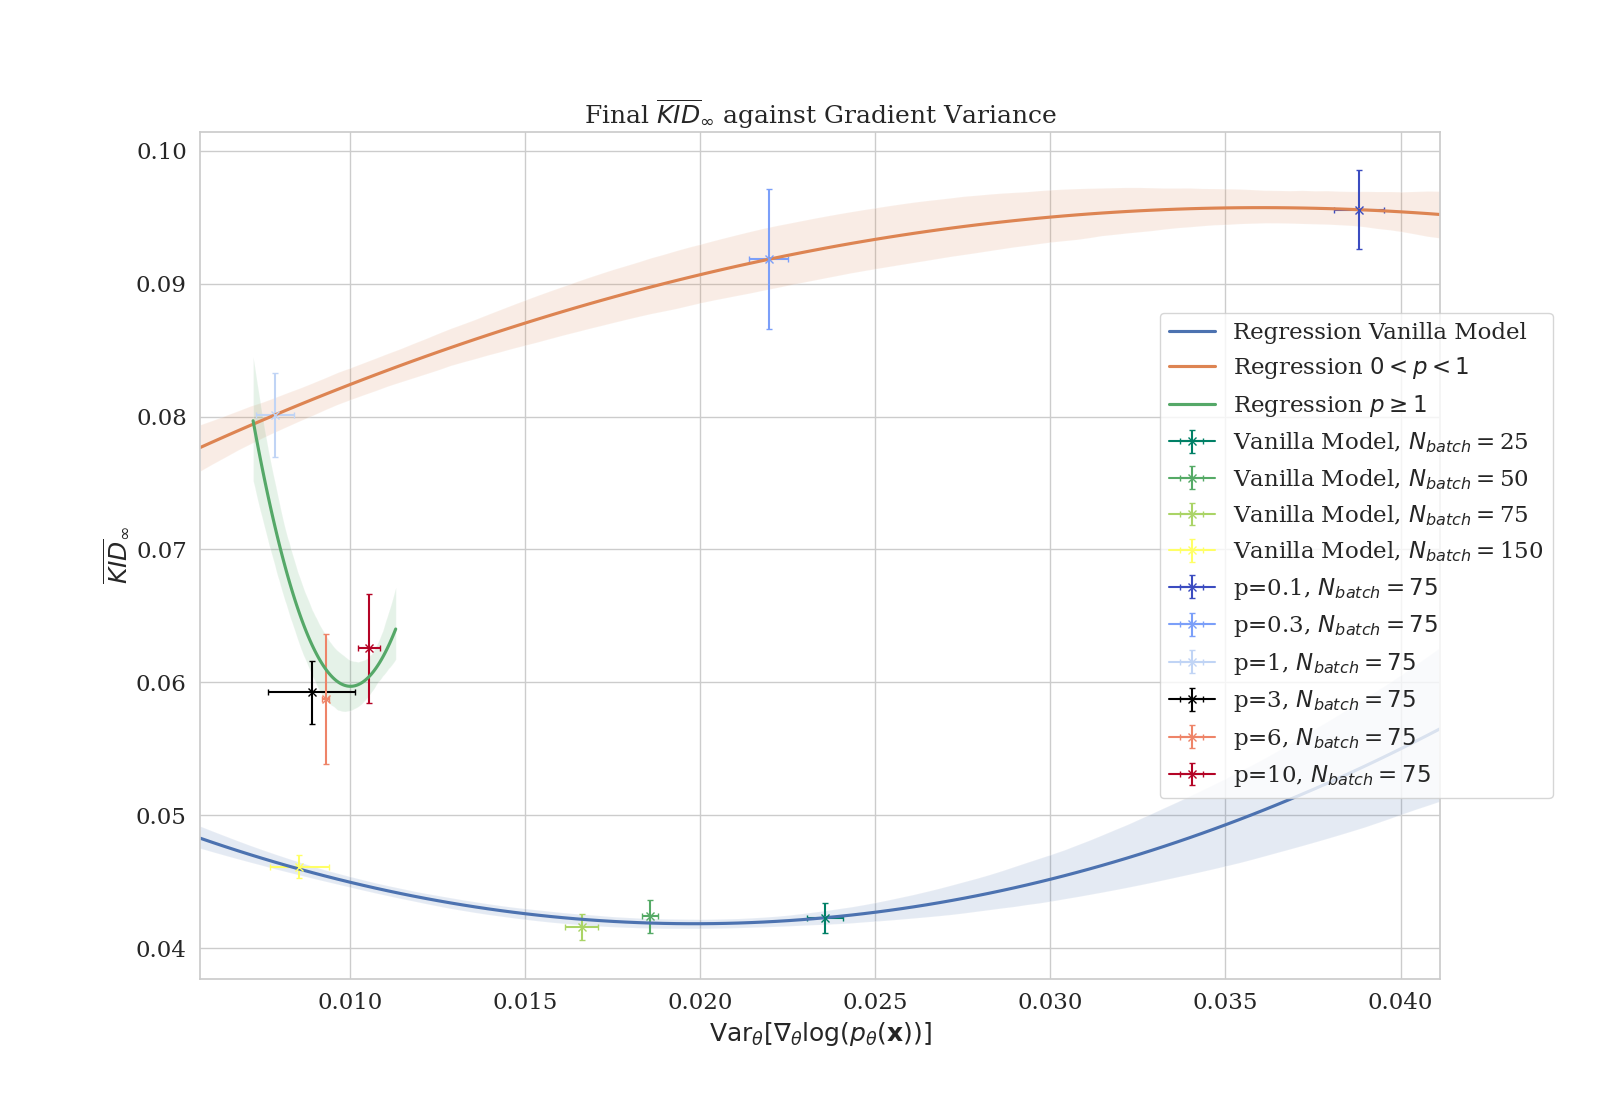 Final $\overline{KID}_\infty$ against Gradient Variance
0.10
0.09
0.08
0.07
0.06
0.05
0.04
$\overline{KID}_\infty$
Regression Vanilla Model
Regression $0 < p < 1$
Regression $p \geq 1$
Vanilla Model, $N_{batch} = 25$
Vanilla Model, $N_{batch} = 50$
Vanilla Model, $N_{batch} = 75$
Vanilla Model, $N_{batch} = 150$
p=0.1, $N_{batch} = 75$
p=0.3, $N_{batch} = 75$
p=1, $N_{batch} = 75$
p=3, $N_{batch} = 75$
p=6, $N_{batch} = 75$
p=10, $N_{batch} = 75$
0.010 0.015 0.020 0.025 0.030 0.035 0.040
$\mathrm{Var}_\theta[\nabla_\theta \log(p_\theta(\mathbf{x}))]$